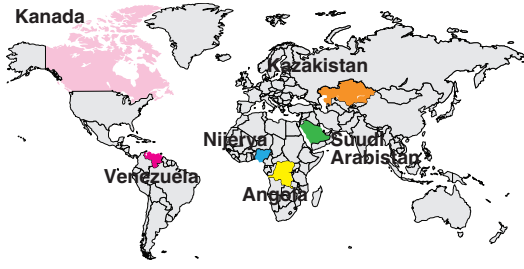 Kanada
Kazakistan
Nijerya
Suudi
Arabistan
Venezuela
Angola